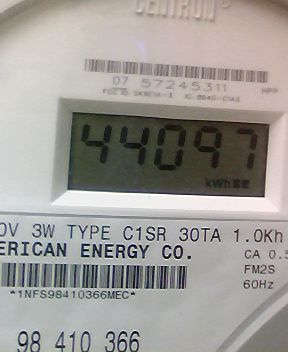 CENTRON®
07 57245311
44097
kWh
0V 3W TYPE C1SR 30TA 1.0Kh
ERICAN ENERGY CO.
CA 0.5
*1NFS98410366MEC*
FM2S
60Hz
98 410 366